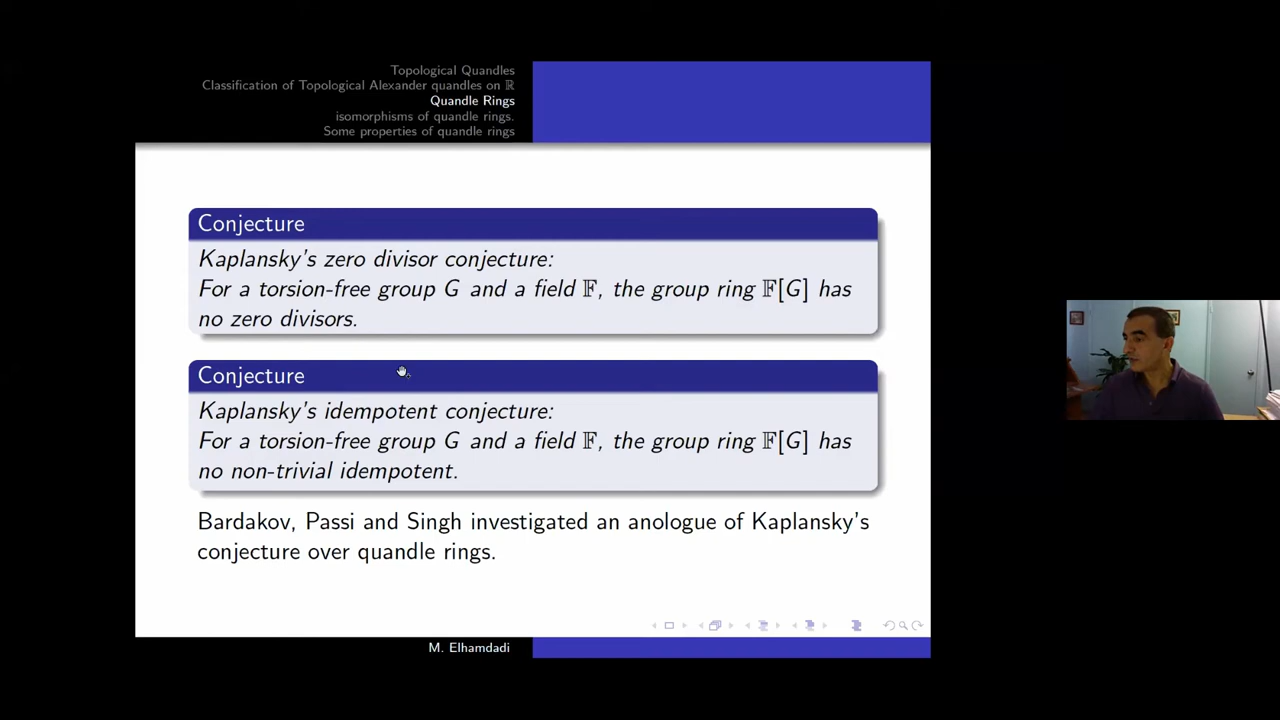 Topological Quandles
Classification of Topological Alexander quandles on ℝ
Quandle Rings
isomorphisms of quandle rings.
Some properties of quandle rings
Conjecture
Kaplansky's zero divisor conjecture:
For a torsion-free group G and a field 𝔽, the group ring 𝔽[G] has
no zero divisors.
Conjecture
Kaplansky's idempotent conjecture:
For a torsion-free group G and a field 𝔽, the group ring 𝔽[G] has
no non-trivial idempotent.
Bardakov, Passi and Singh investigated an anologue of Kaplansky's
conjecture over quandle rings.
M. Elhamdadi